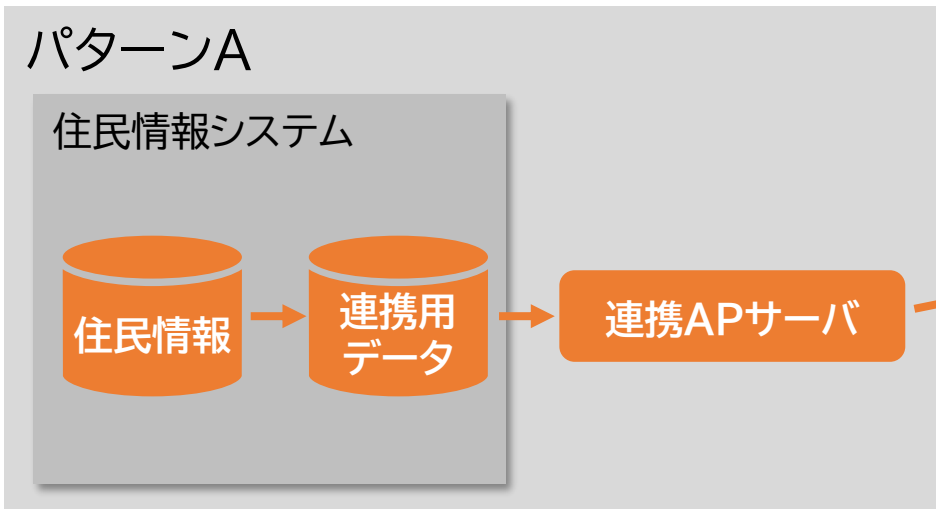 パターンA
住民情報システム
住民情報
連携用
データ
連携APサーバ